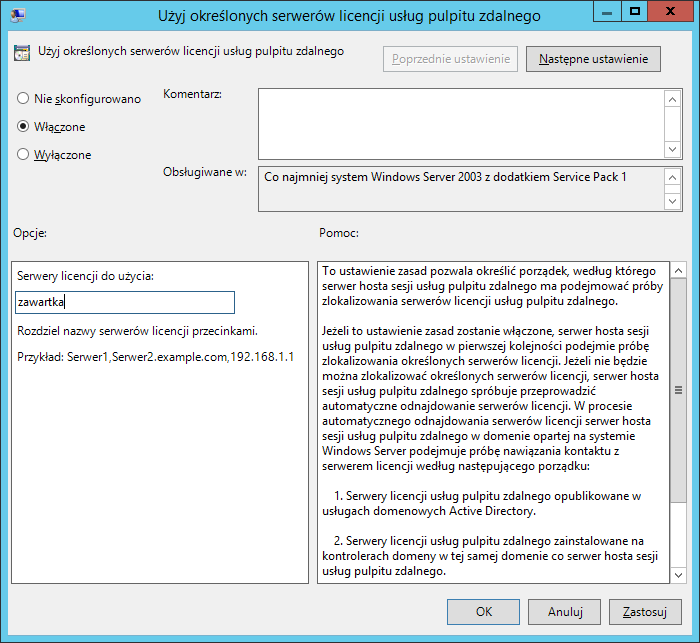 Użyj określonych serwerów licencji usług pulpitu zdalnego
Użyj określonych serwerów licencji usług pulpitu zdalnego
Poprzednie ustawienie
Następne ustawienie
Nie skonfigurowano
Włączone
Wyłączone
Komentarz:
Obsługiwane w:
Co najmniej system Windows Server 2003 z dodatkiem Service Pack 1
Opcje:
Pomoc:
Serwery licencji do użycia:
zawartka
Rozdziel nazwy serwerów licencji przecinkami.
Przykład: Serwer1,Serwer2.example.com,192.168.1.1
To ustawienie zasad pozwala określić porządek, według którego
serwer hosta sesji usług pulpitu zdalnego ma podejmować próby
zlokalizowania serwerów licencji usług pulpitu zdalnego.
Jeżeli to ustawienie zasad zostanie włączone, serwer hosta sesji
usług pulpitu zdalnego w pierwszej kolejności podejmie próbę
zlokalizowania określonych serwerów licencji. Jeżeli nie będzie
można zlokalizować określonych serwerów licencji, serwer hosta
sesji usług pulpitu zdalnego spróbuje przeprowadzić
automatyczne odnajdowanie serwerów licencji. W procesie
automatycznego odnajdowania serwerów licencji serwer hosta
sesji usług pulpitu zdalnego w domenie opartej na systemie
Windows Server podejmuje próbę nawiązania kontaktu z
serwerem licencji według następującego porządku:
1. Serwery licencji usług pulpitu zdalnego opublikowane w
usługach domenowych Active Directory.
2. Serwery licencji usług pulpitu zdalnego zainstalowane na
kontrolerach domeny w tej samej domenie co serwer hosta sesji
usług pulpitu zdalnego.
OK
Anuluj
Zastosuj